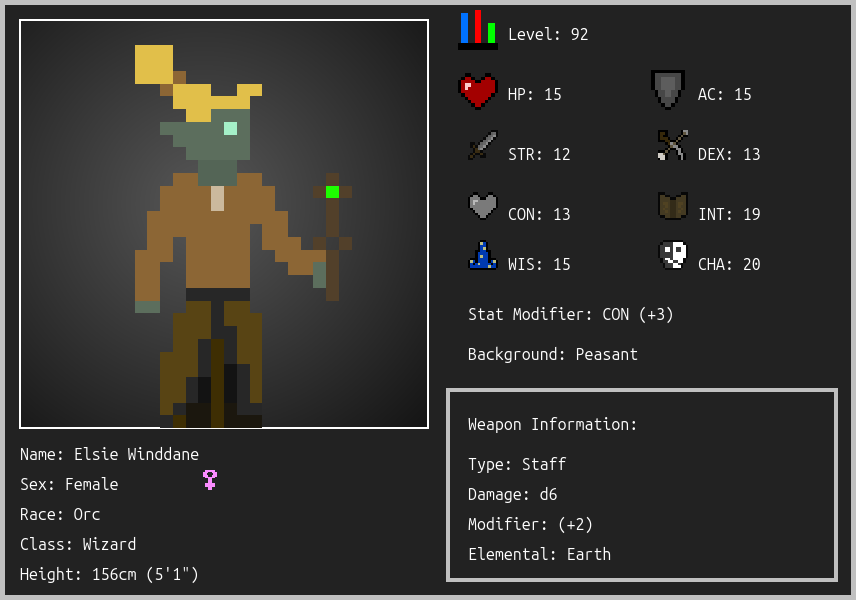 Level: 92
HP: 15
AC: 15
STR: 12
DEX: 13
CON: 13
INT: 19
WIS: 15
CHA: 20
Stat Modifier: CON (+3)
Background: Peasant
Weapon Information:
Type: Staff
Damage: d6
Modifier: (+2)
Elemental: Earth
Name: Elsie Winddane
Sex: Female
Race: Orc
Class: Wizard
Height: 156cm (5'1")